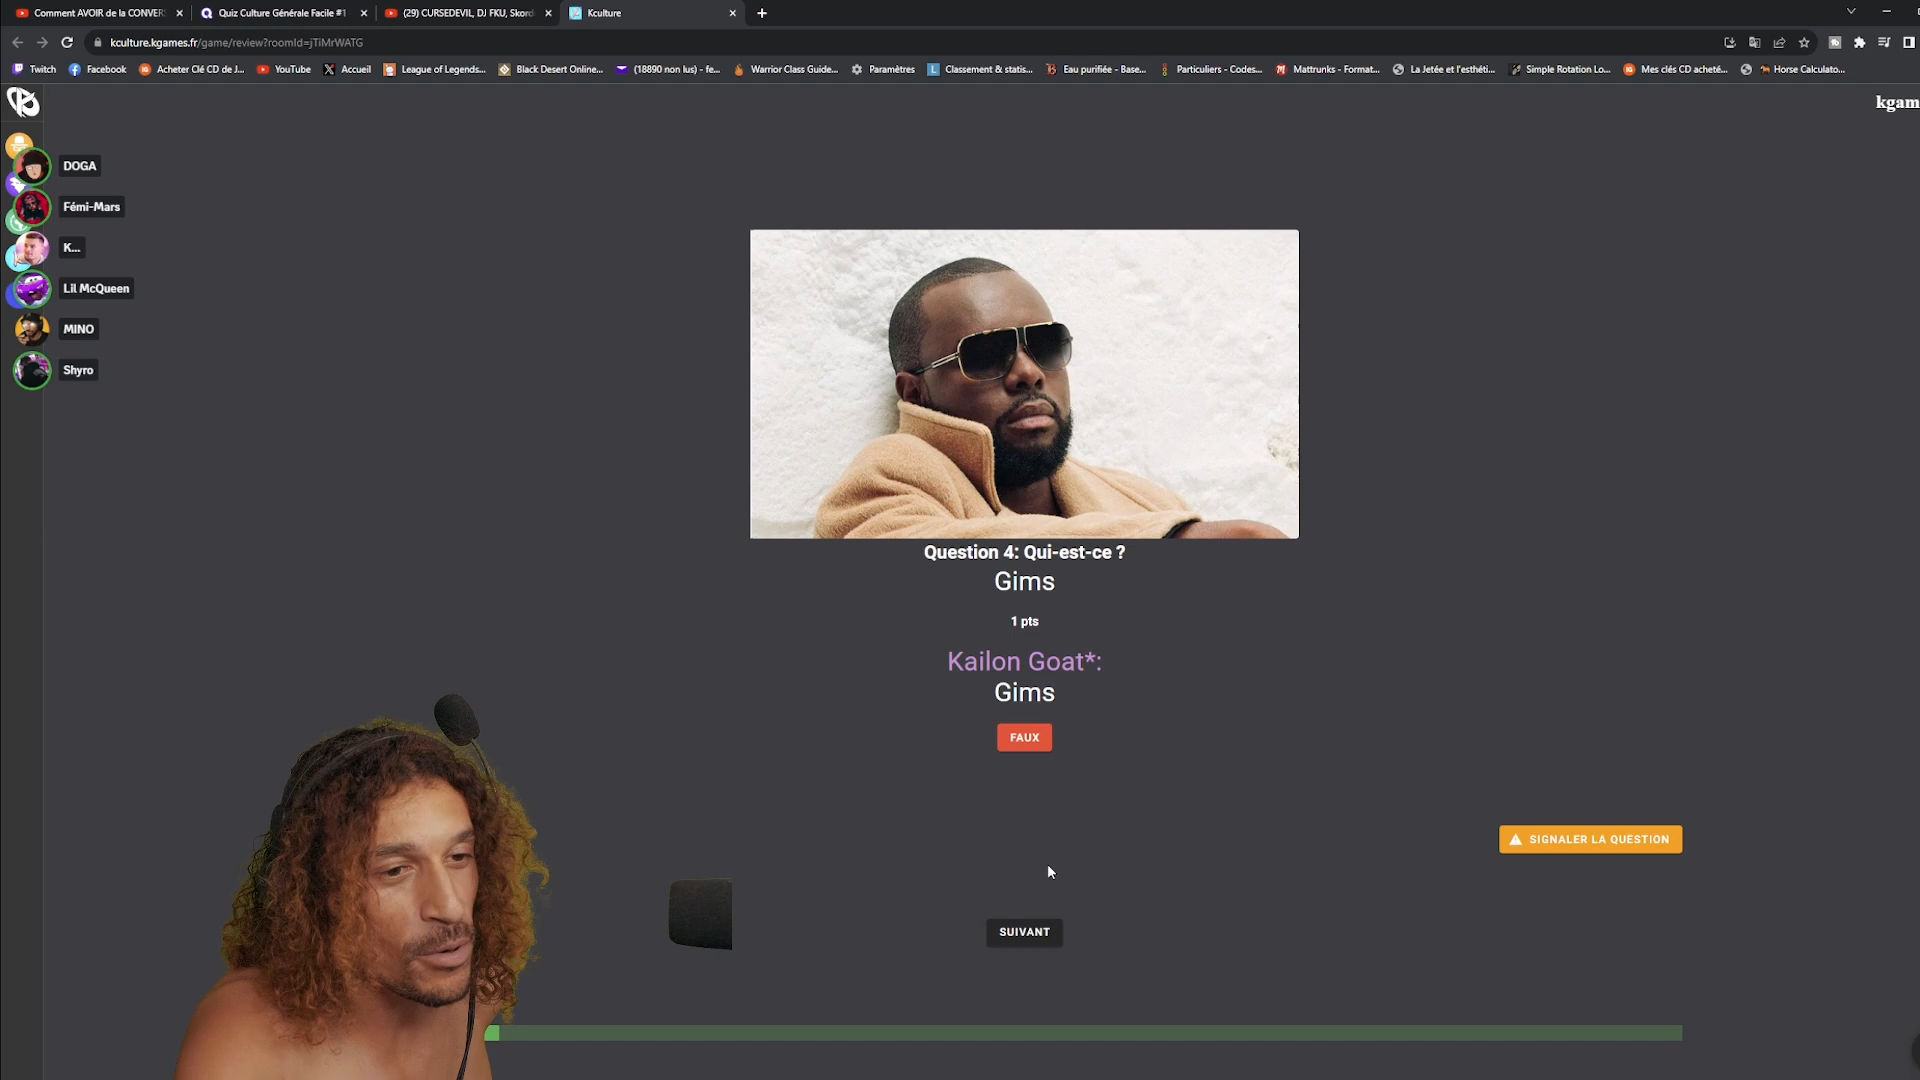 Comment AVOIR de la CONVER
Quiz Culture Générale Facile #1
(29) CURSEDEVIL, DJ FKU, Skord
Kculture
kculture.kgames.fr/game/review?roomId=jTiMrWATG
Twitch
Facebook
Acheter Clé CD de J...
YouTube
Accueil
League of Legends...
Black Desert Online...
(18890 non lus) - fe...
Warrior Class Guide...
Paramètres
Classement & statis...
Eau purifiée - Base...
Particuliers - Codes...
Mattrunks - Format...
La Jetée et l'esthéti...
Simple Rotation Lo...
Mes clés CD acheté...
Horse Calculato...
kgam
DOGA
Fémi-Mars
K...
Lil McQueen
MINO
Shyro
Question 4: Qui-est-ce ?
Gims
1 pts
Kailon Goat*:
Gims
FAUX
SIGNALER LA QUESTION
SUIVANT